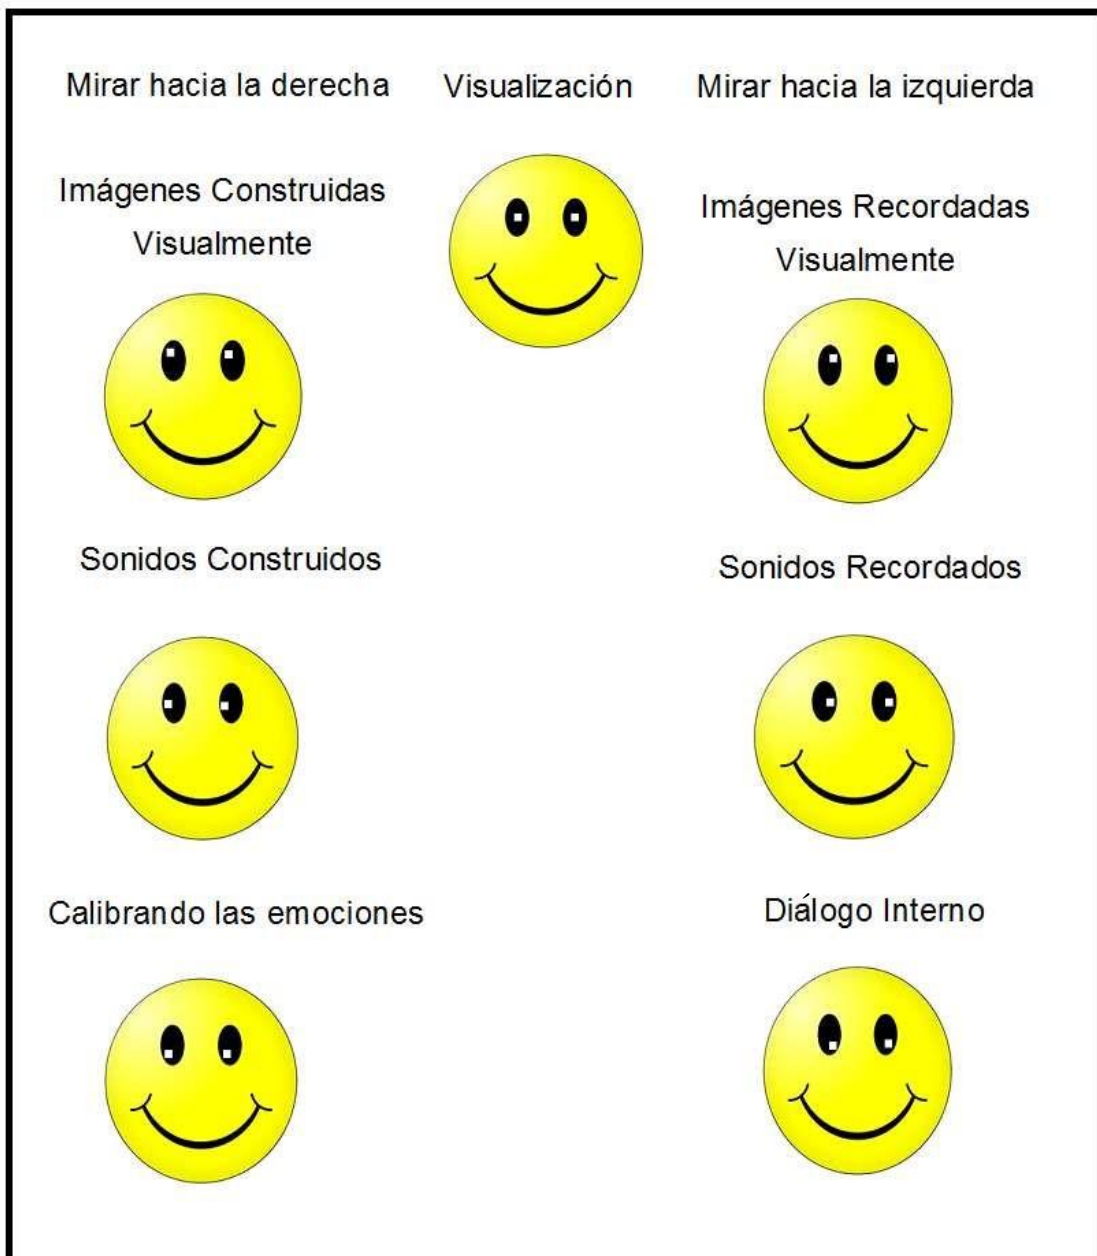 Mirar hacia la derecha
Visualización
Mirar hacia la izquierda
Imágenes Construidas
Visualmente
Imágenes Recordadas
Visualmente
Sonidos Construidos
Sonidos Recordados
Calibrando las emociones
Diálogo Interno